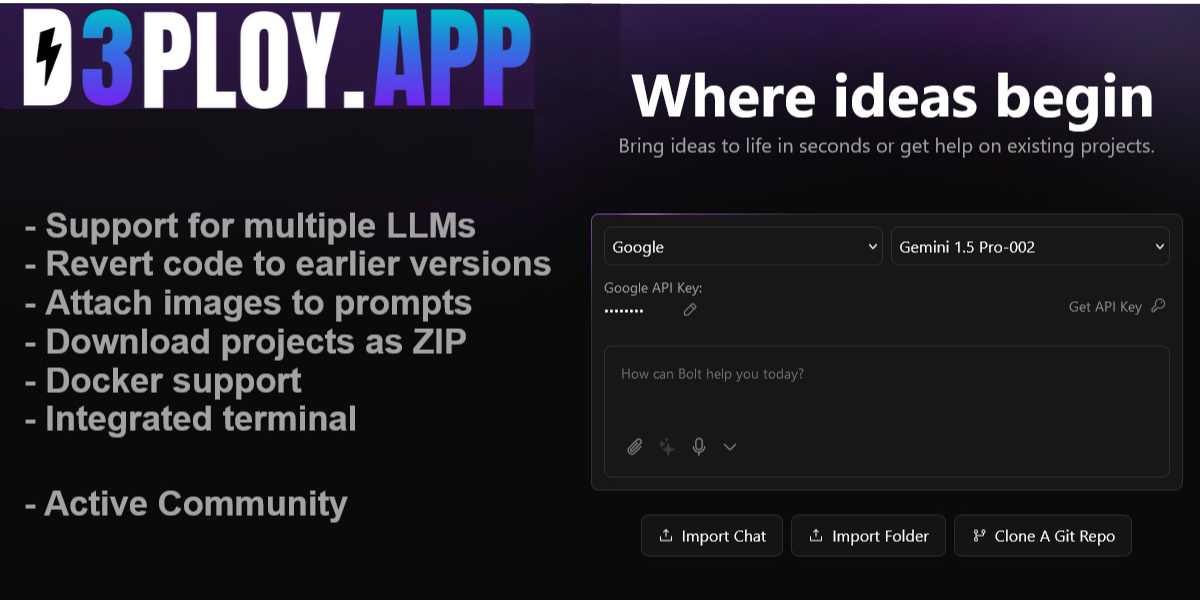 D3PLOY.APP
- Support for multiple LLMs
- Revert code to earlier versions
- Attach images to prompts
- Download projects as ZIP
- Docker support
- Integrated terminal
- Active Community
Where ideas begin
Bring ideas to life in seconds or get help on existing projects.
Google
Gemini 1.5 Pro-002
Google API Key:
Get API Key
How can Bolt help you today?
Import Chat
Import Folder
Clone A Git Repo